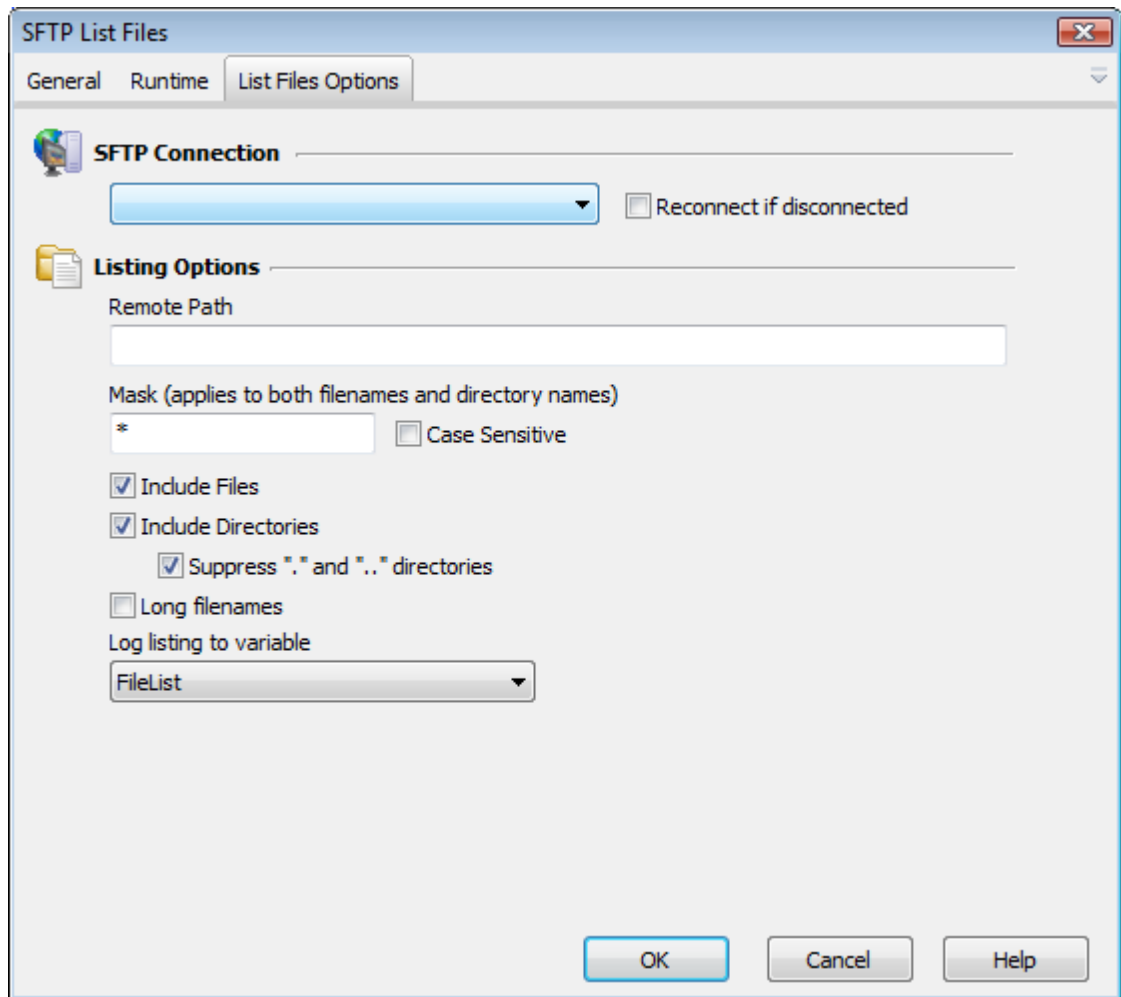 SFTP List Files
General Runtime List Files Options
SFTP Connection
Reconnect if disconnected
Listing Options
Remote Path
Mask (applies to both filenames and directory names)
* Case Sensitive
Include Files
Include Directories
Suppress "." and ".." directories
Long filenames
Log listing to variable
FileList
OK Cancel Help